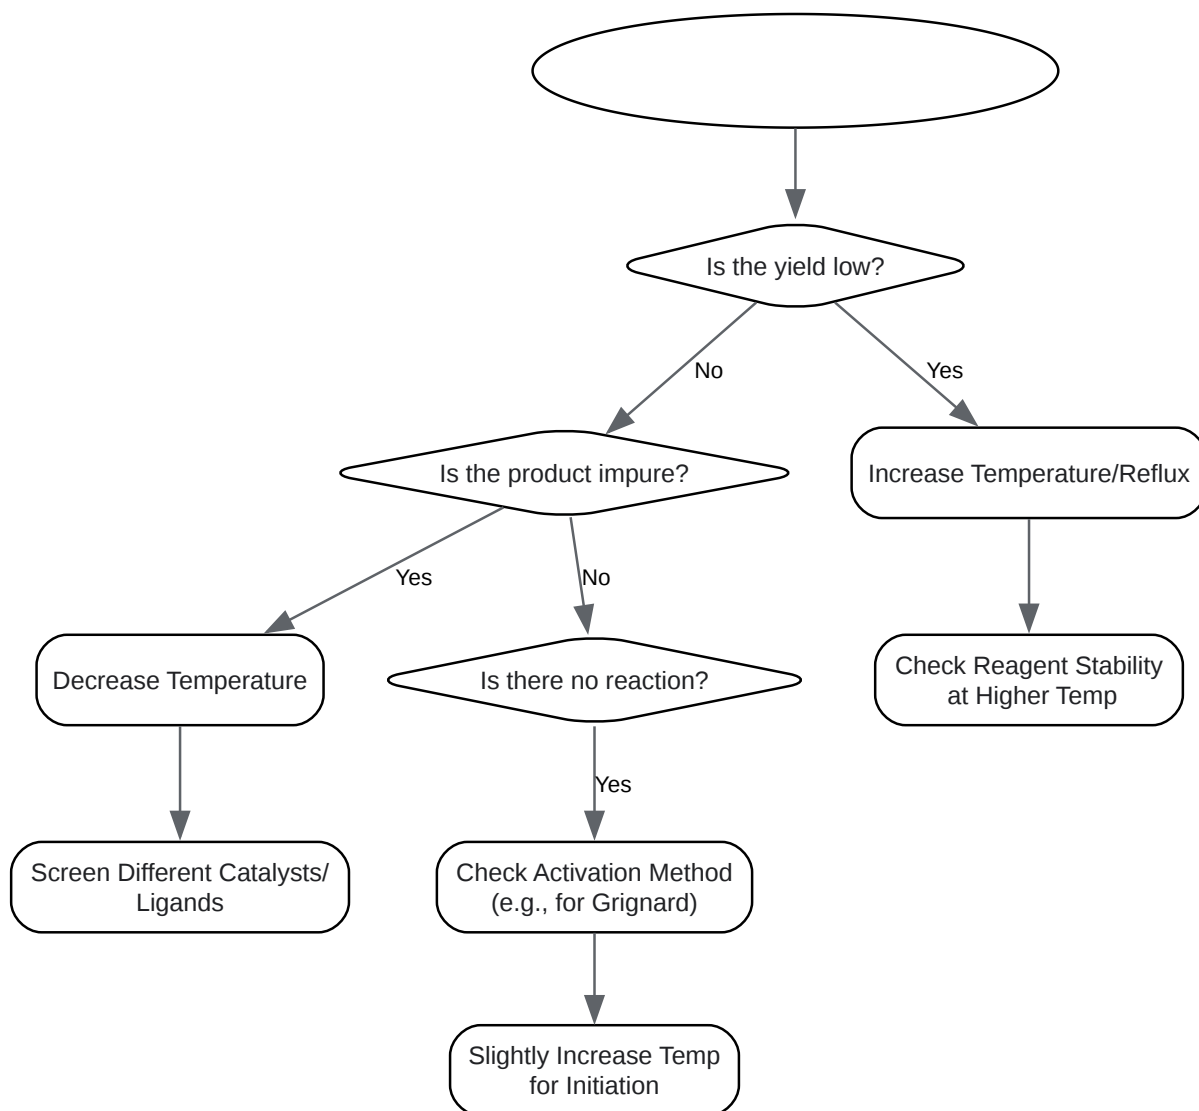 Is the yield low?
No
Yes
Is the product impure?
Increase Temperature/Reflux
Yes
No
Decrease Temperature
Is there no reaction?
Check Reagent Stability
at Higher Temp
Yes
Screen Different Catalysts/
Ligands
Check Activation Method
(e.g., for Grignard)
Slightly Increase Temp
for Initiation